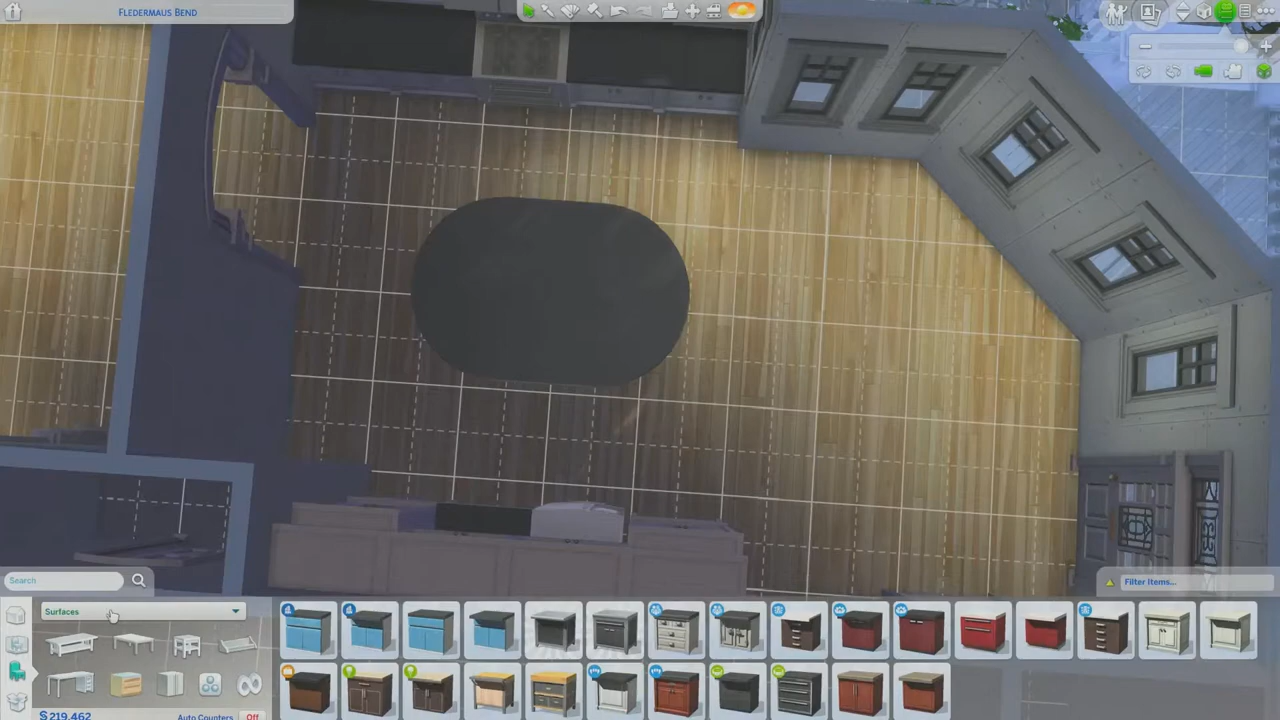 Fledermaus Bend
Search
Surfaces
Filter Items...
§219,462
Auto Counters Off